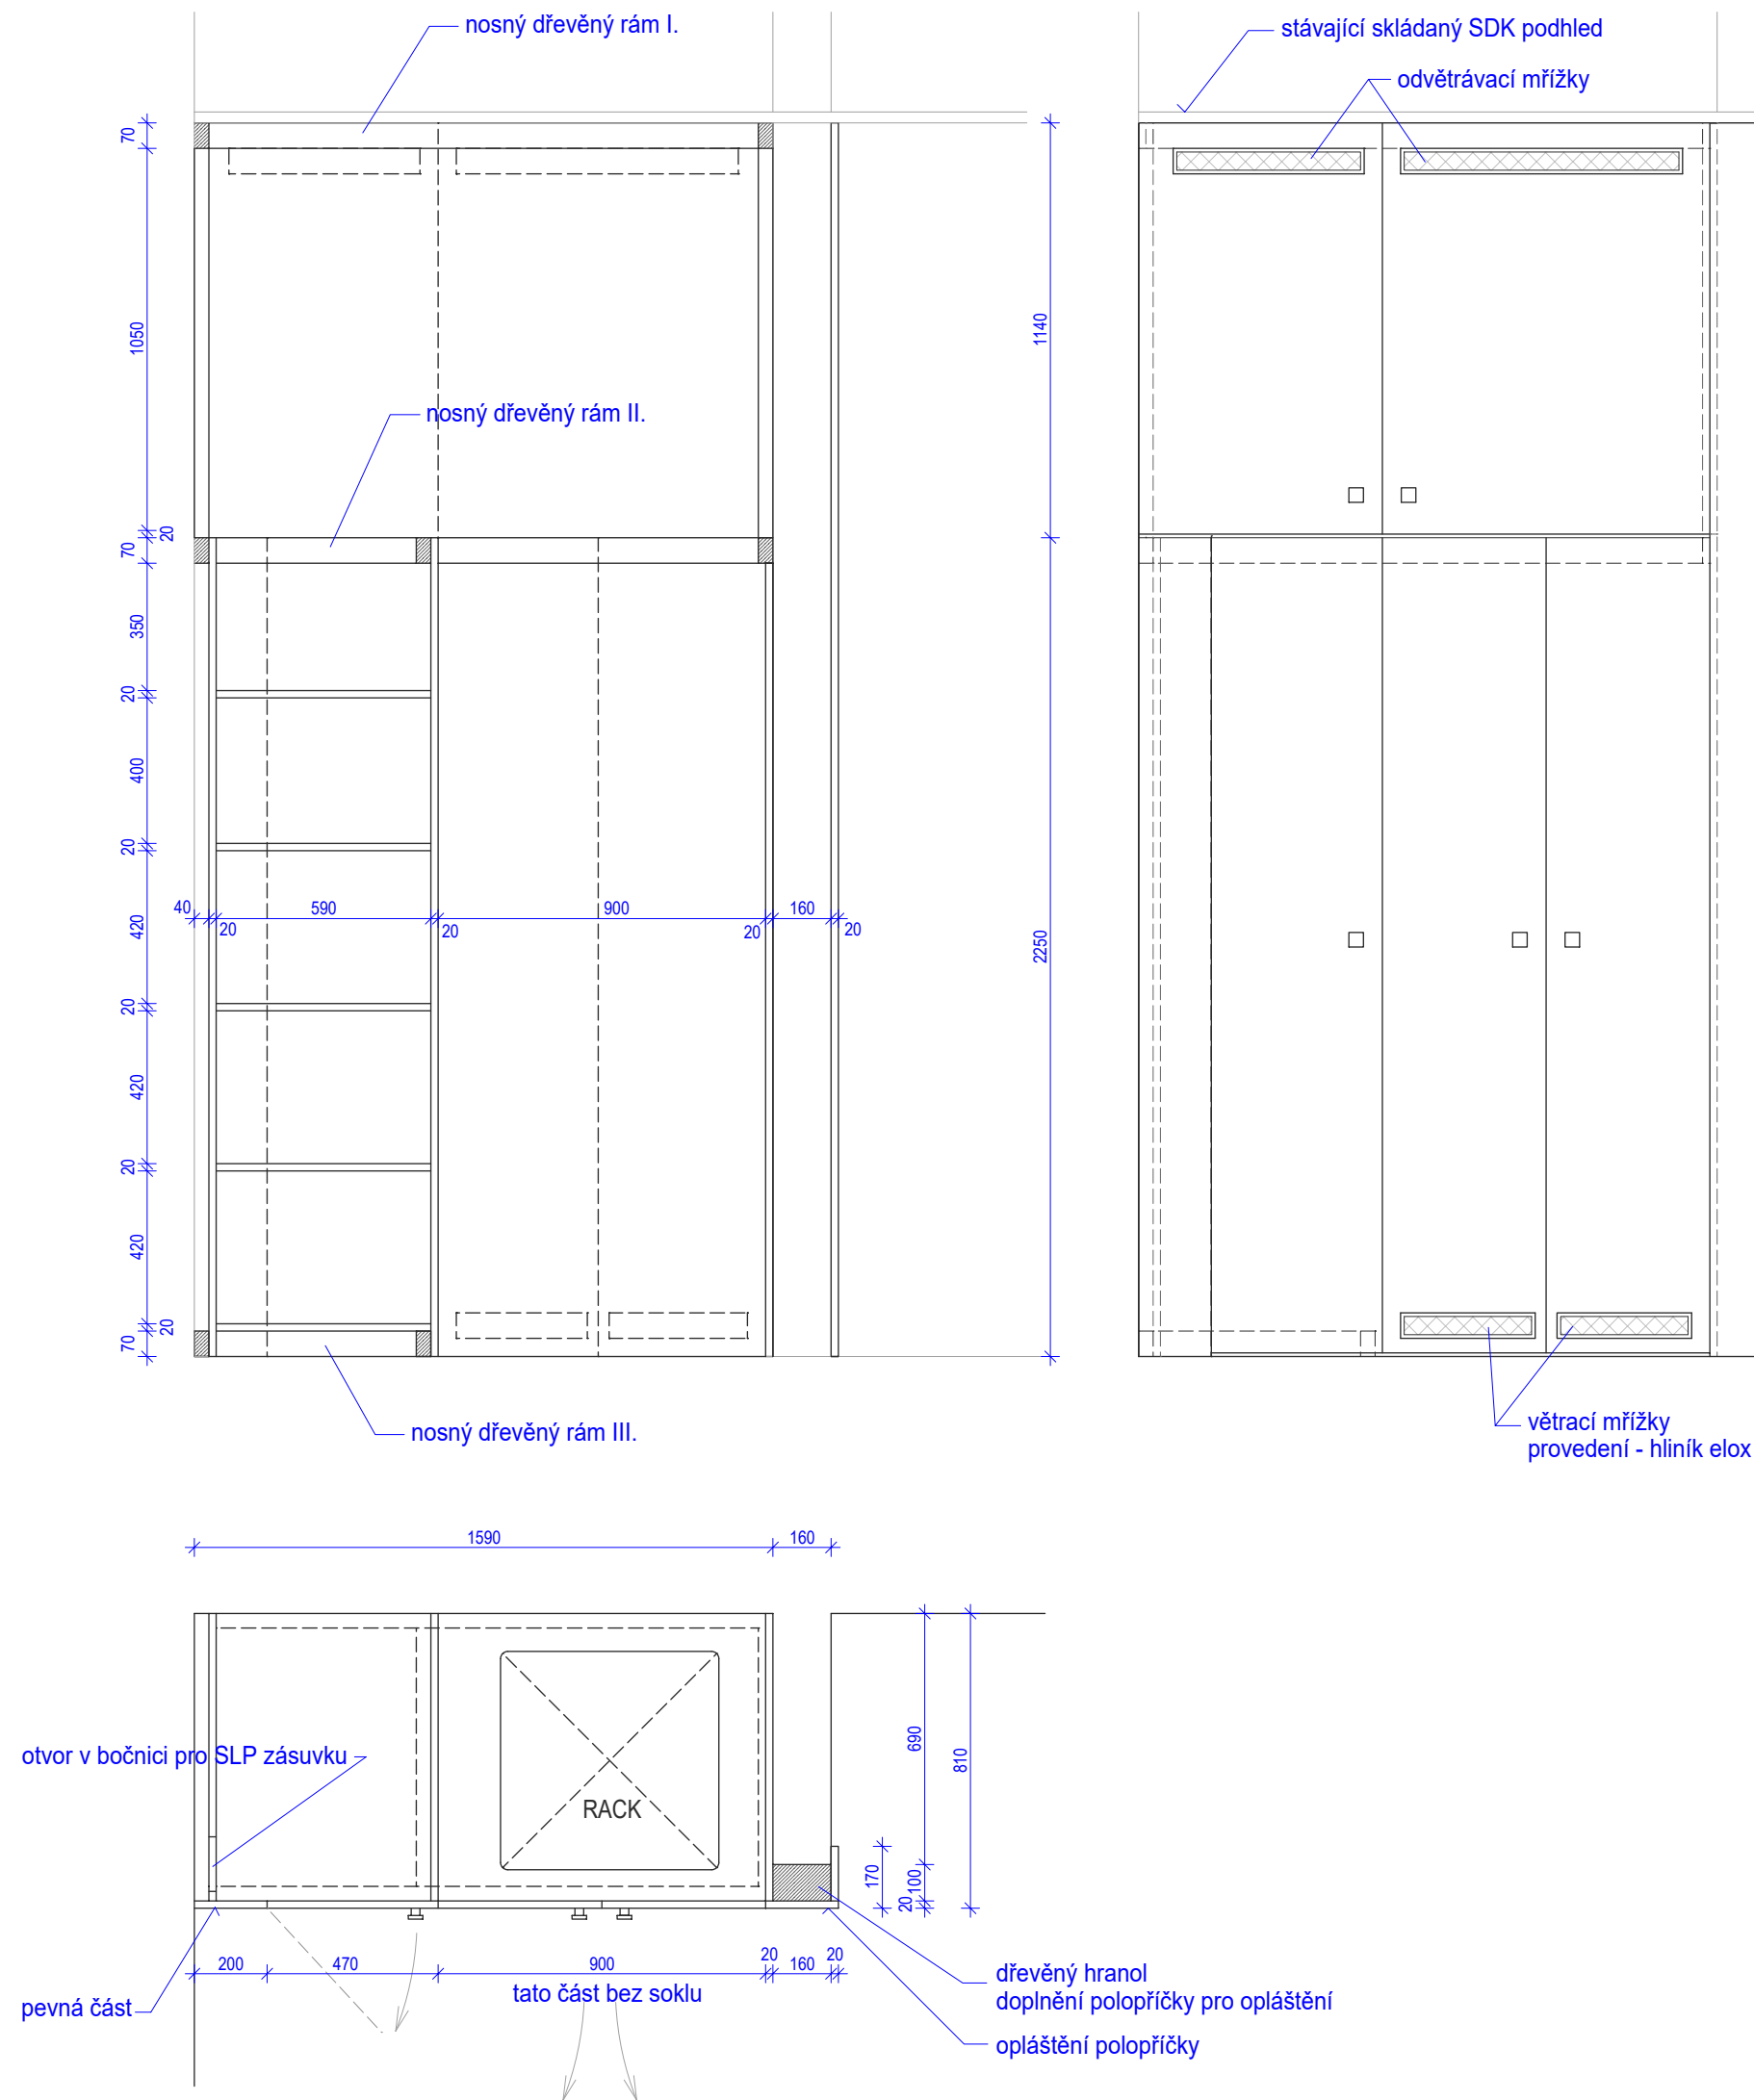 nosný dřevěný rám I.
stávající skládaný SDK podhled
odvětrávací mřížky
70
1050
1140
nosný dřevěný rám II.
20
70
350
20
400
20
40
590
900
160
20
20
20
20
420
2250
20
420
20
420
20
70
nosný dřevěný rám III.
větrací mřížky
provedení - hliník elox
1590
160
690
810
otvor v bočnici pro SLP zásuvku
RACK
170
100
20
200
470
900
20
160
20
tato část bez soklu
pevná část
dřevěný hranol
doplnění polopříčky pro opláštění
opláštění polopříčky